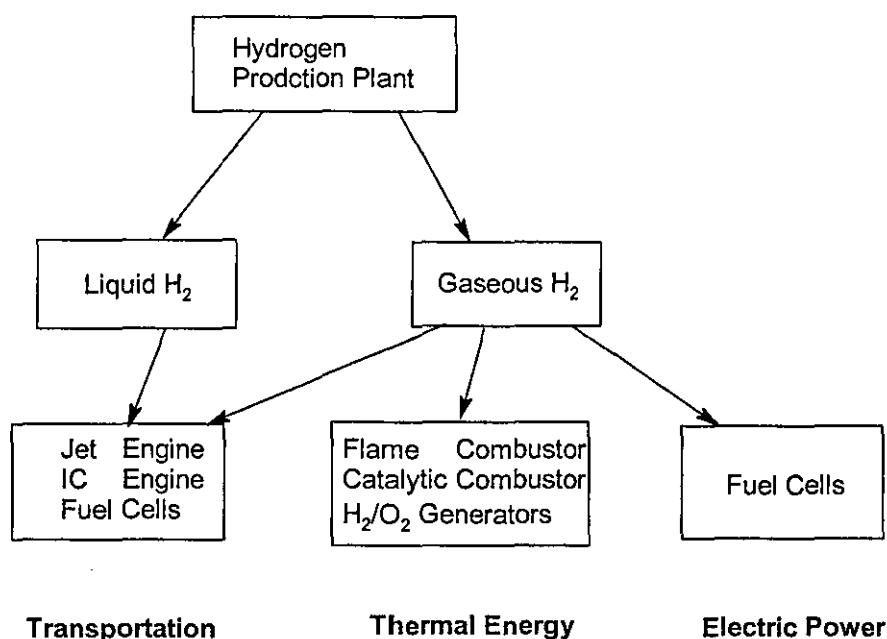 Hydrogen
Prodction Plant
Liquid H₂
Gaseous H₂
Jet Engine
IC Engine
Fuel Cells
Flame Combustor
Catalytic Combustor
H₂/O₂ Generators
Fuel Cells
Transportation
Thermal Energy
Electric Power